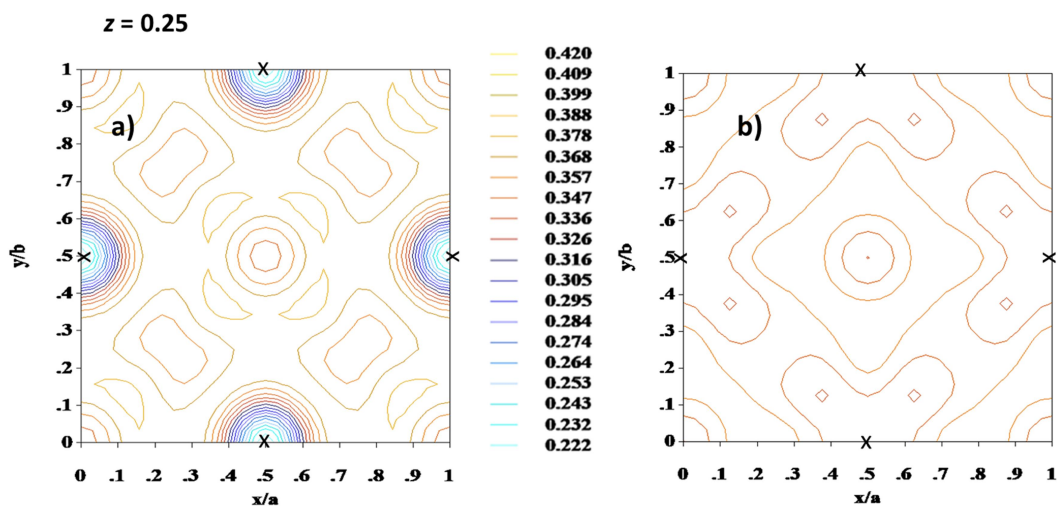 z = 0.25
a)
X
X
X
X
1
.9
.8
.7
.6
.5
.4
.3
.2
.1
0
y/b
0 .1 .2 .3 .4 .5 .6 .7 .8 .9 1
x/a
0.420
0.409
0.399
0.388
0.378
0.368
0.357
0.347
0.336
0.326
0.316
0.305
0.295
0.284
0.274
0.264
0.253
0.243
0.232
0.222
b)
X
X
X
X
1
.9
.8
.7
.6
.5
.4
.3
.2
.1
0
y/b
0 .1 .2 .3 .4 .5 .6 .7 .8 .9 1
x/a